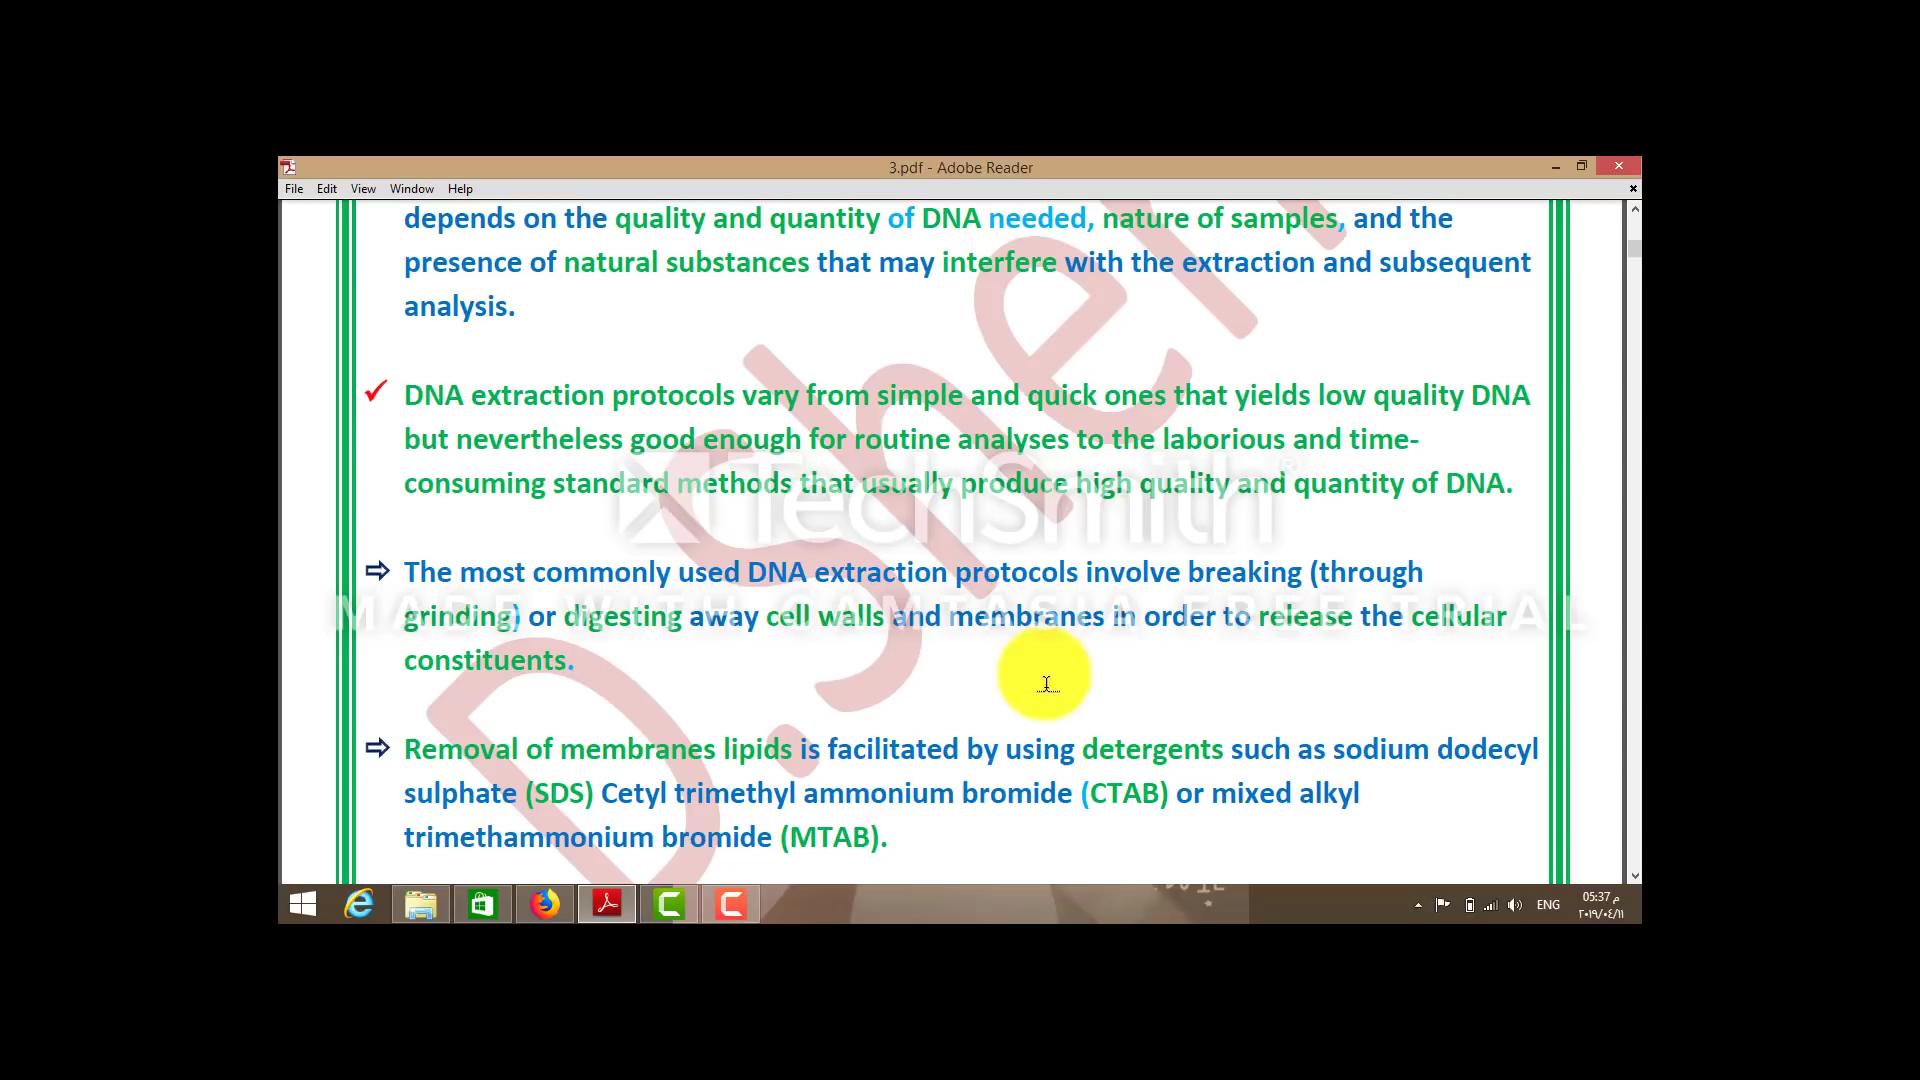 3.pdf - Adobe Reader
File Edit View Window Help
depends on the quality and quantity of DNA needed, nature of samples, and the
presence of natural substances that may interfere with the extraction and subsequent
analysis.
DNA extraction protocols vary from simple and quick ones that yields low quality DNA
but nevertheless good enough for routine analyses to the laborious and time-
consuming standard methods that usually produce high quality and quantity of DNA.
TechSmith®
The most commonly used DNA extraction protocols involve breaking (through
grinding) or digesting away cell walls and membranes in order to release the cellular
MADE WITH CAMTASIA FREE TRIAL
constituents.
Removal of membranes lipids is facilitated by using detergents such as sodium dodecyl
sulphate (SDS) Cetyl trimethyl ammonium bromide (CTAB) or mixed alkyl
trimethammonium bromide (MTAB).
D.Sher
ENG
05:37 م
٢٠١٩/٠٤/١١